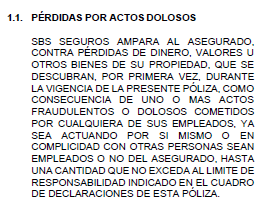 1.1. PÉRDIDAS POR ACTOS DOLOSOS
SBS SEGUROS AMPARA AL ASEGURADO,
CONTRA PÉRDIDAS DE DINERO, VALORES U
OTROS BIENES DE SU PROPIEDAD, QUE SE
DESCUBRAN, POR PRIMERA VEZ, DURANTE
LA VIGENCIA DE LA PRESENTE PÓLIZA, COMO
CONSECUENCIA DE UNO O MAS ACTOS
FRAUDULENTOS O DOLOSOS COMETIDOS
POR CUALQUIERA DE SUS EMPLEADOS, YA
SEA ACTUANDO POR SI MISMO O EN
COMPLICIDAD CON OTRAS PERSONAS SEAN
EMPLEADOS O NO DEL ASEGURADO, HASTA
UNA CANTIDAD QUE NO EXCEDA AL LIMITE DE
RESPONSABILIDAD INDICADO EN EL CUADRO
DE DECLARACIONES DE ESTA PÓLIZA.